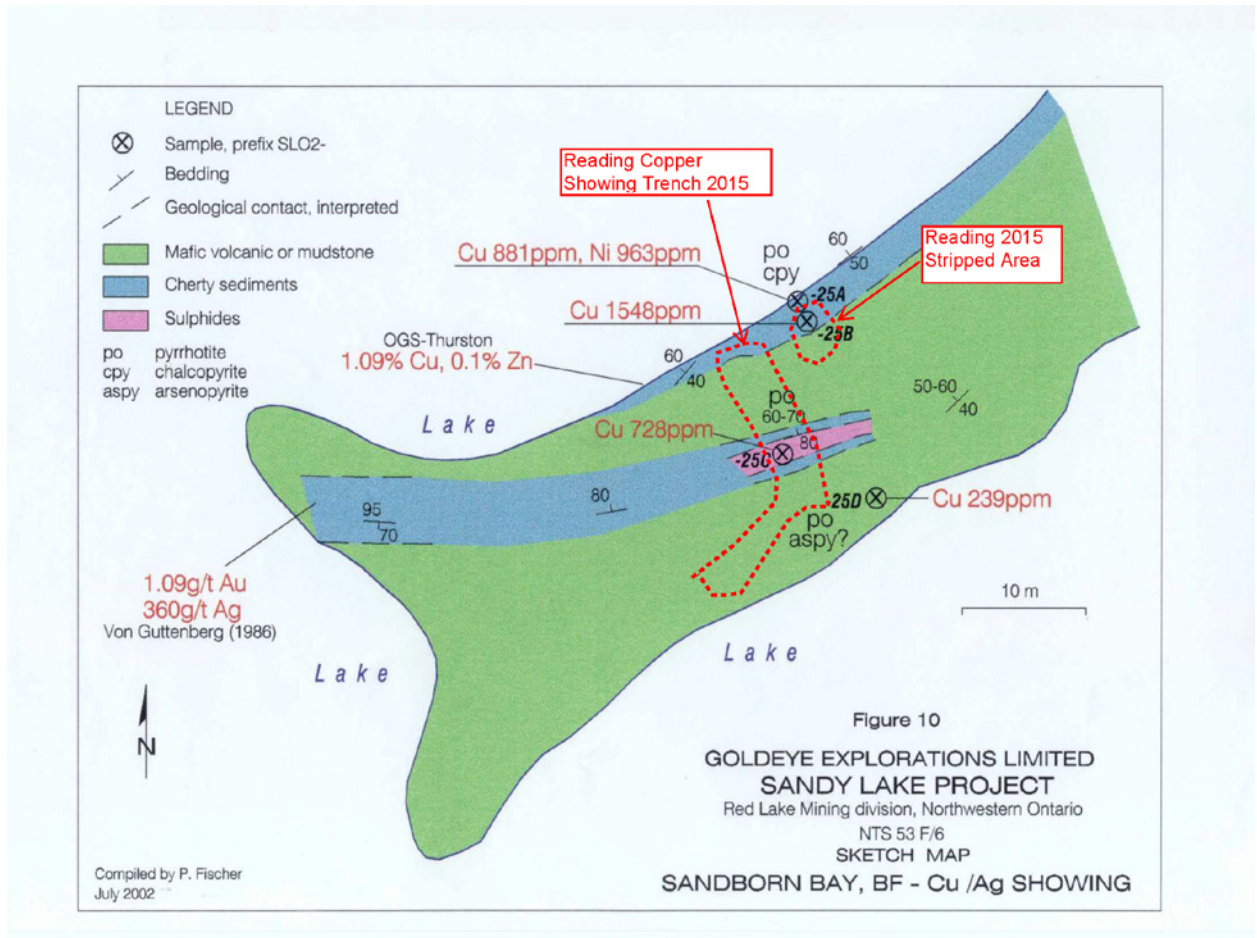 LEGEND
Sample, prefix SLO2-
Bedding
Geological contact, interpreted
Mafic volcanic or mudstone
Cherty sediments
Sulphides
po pyrrhotite
cpy chalcopyrite
aspy arsenopyrite
Reading Copper
Showing Trench 2015
Reading 2015
Stripped Area
Cu 881ppm, Ni 963ppm
po
cpy
60
50
-25A
Cu 1548ppm
-25B
OGS-Thurston
1.09% Cu, 0.1% Zn
60
40
po
60-70
50-60
40
Lake
Cu 728ppm
80
-25C
25D
Cu 239ppm
80
95
70
po
aspy?
1.09g/t Au
360g/t Ag
Von Guttenberg (1986)
10 m
Lake
Lake
N
Figure 10
GOLDEYE EXPLORATIONS LIMITED
SANDY LAKE PROJECT
Red Lake Mining division, Northwestern Ontario
NTS 53 F/6
SKETCH MAP
SANDBORN BAY, BF - Cu /Ag SHOWING
Compiled by P. Fischer
July 2002